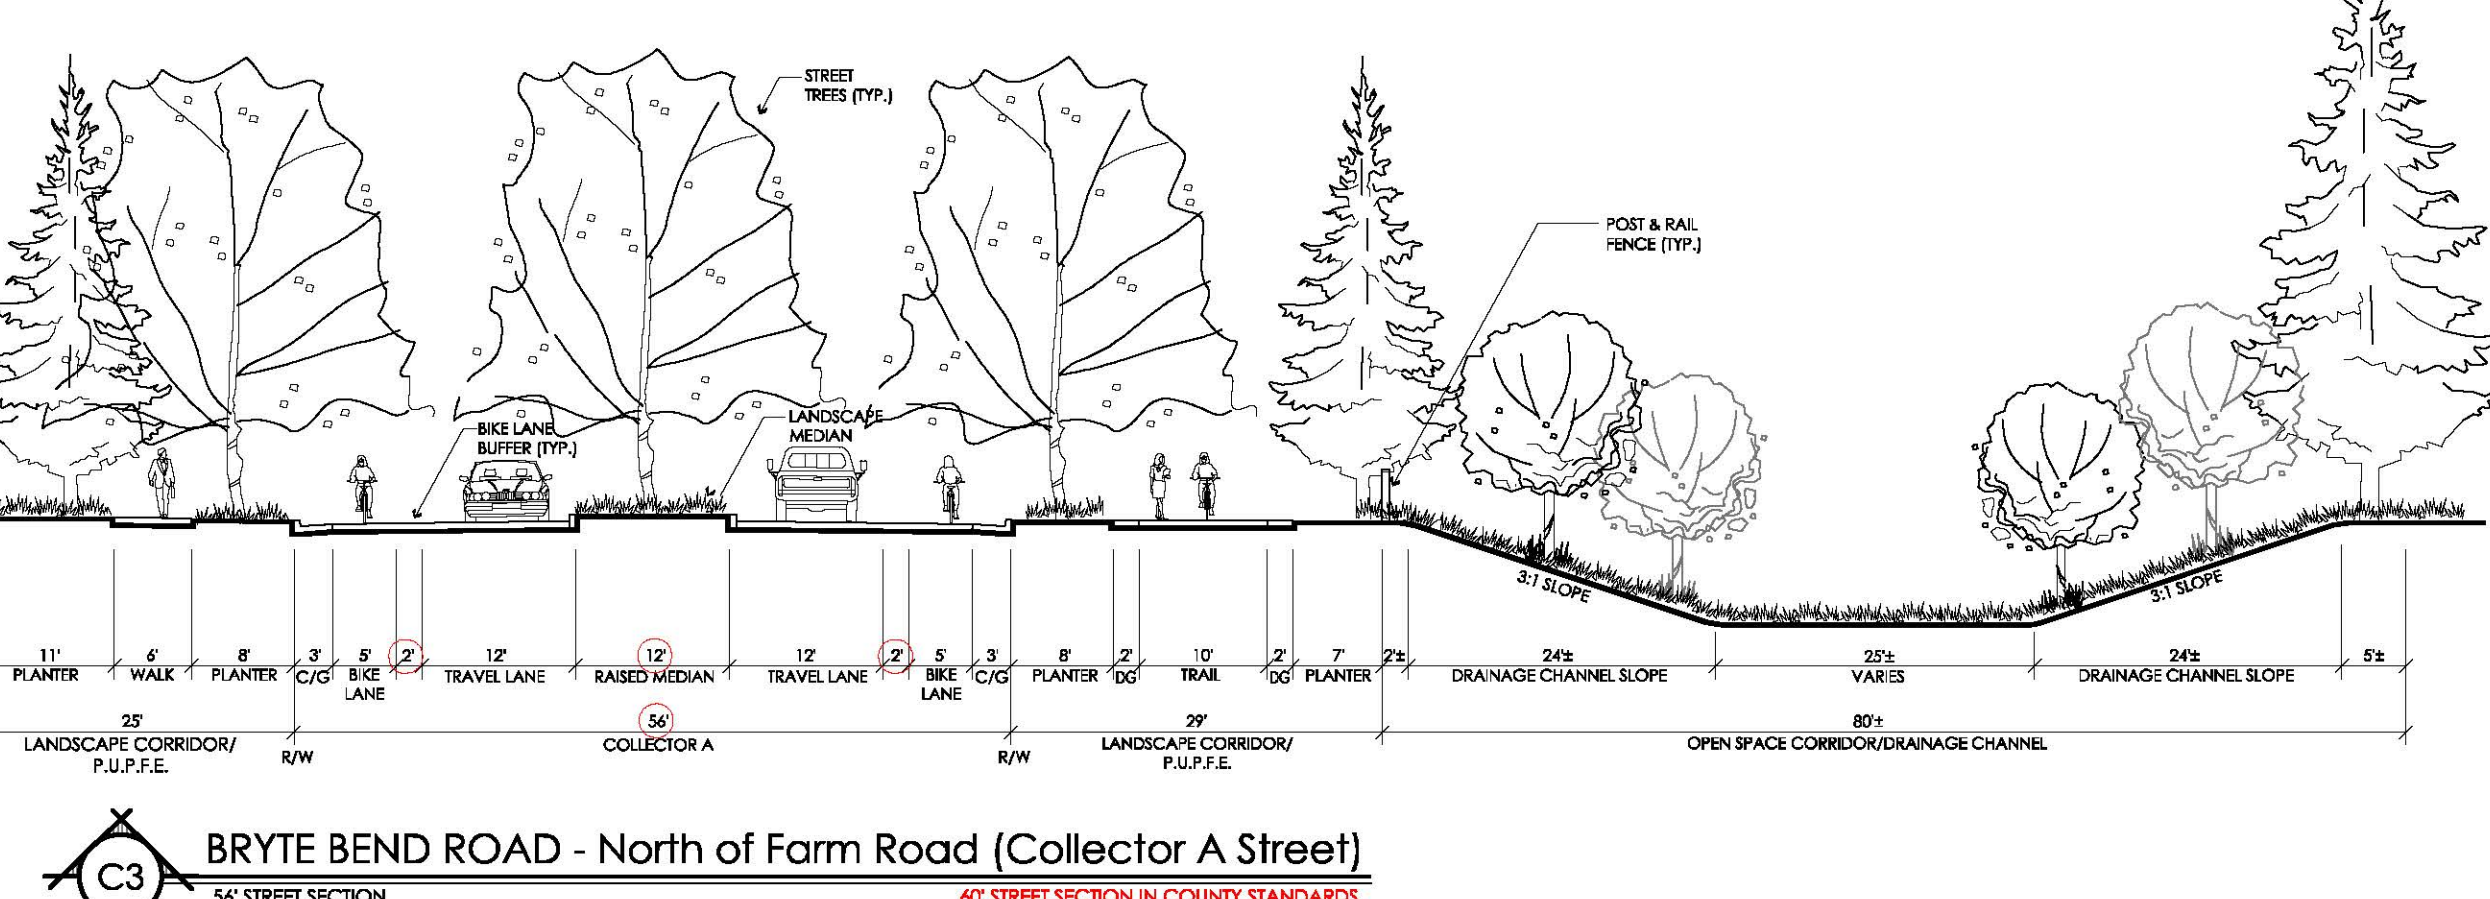 STREET
TREES (TYP.)
POST & RAIL
FENCE (TYP.)
LANDSCAPE
MEDIAN
BIKE LANE
BUFFER (TYP.)
3:1 SLOPE
3:1 SLOPE
11' 6' 8' 3' 5' 2' 12' 12' 12' 2' 5' 3' 8' 2' 10' 2' 7' 2'± 24'± 25'± 24'± 5'±
PLANTER WALK PLANTER C/G BIKE TRAVEL LANE RAISED MEDIAN TRAVEL LANE BIKE C/G PLANTER DG TRAIL DG PLANTER DRAINAGE CHANNEL SLOPE VARIES DRAINAGE CHANNEL SLOPE
LANE LANE
25' 56' 29' 80'±
LANDSCAPE CORRIDOR/ COLLECTOR A LANDSCAPE CORRIDOR/ OPEN SPACE CORRIDOR/DRAINAGE CHANNEL
P.U.P.F.E. R/W R/W P.U.P.F.E.
C3
BRYTE BEND ROAD - North of Farm Road (Collector A Street)
56' STREET SECTION 60' STREET SECTION IN COUNTY STANDARDS